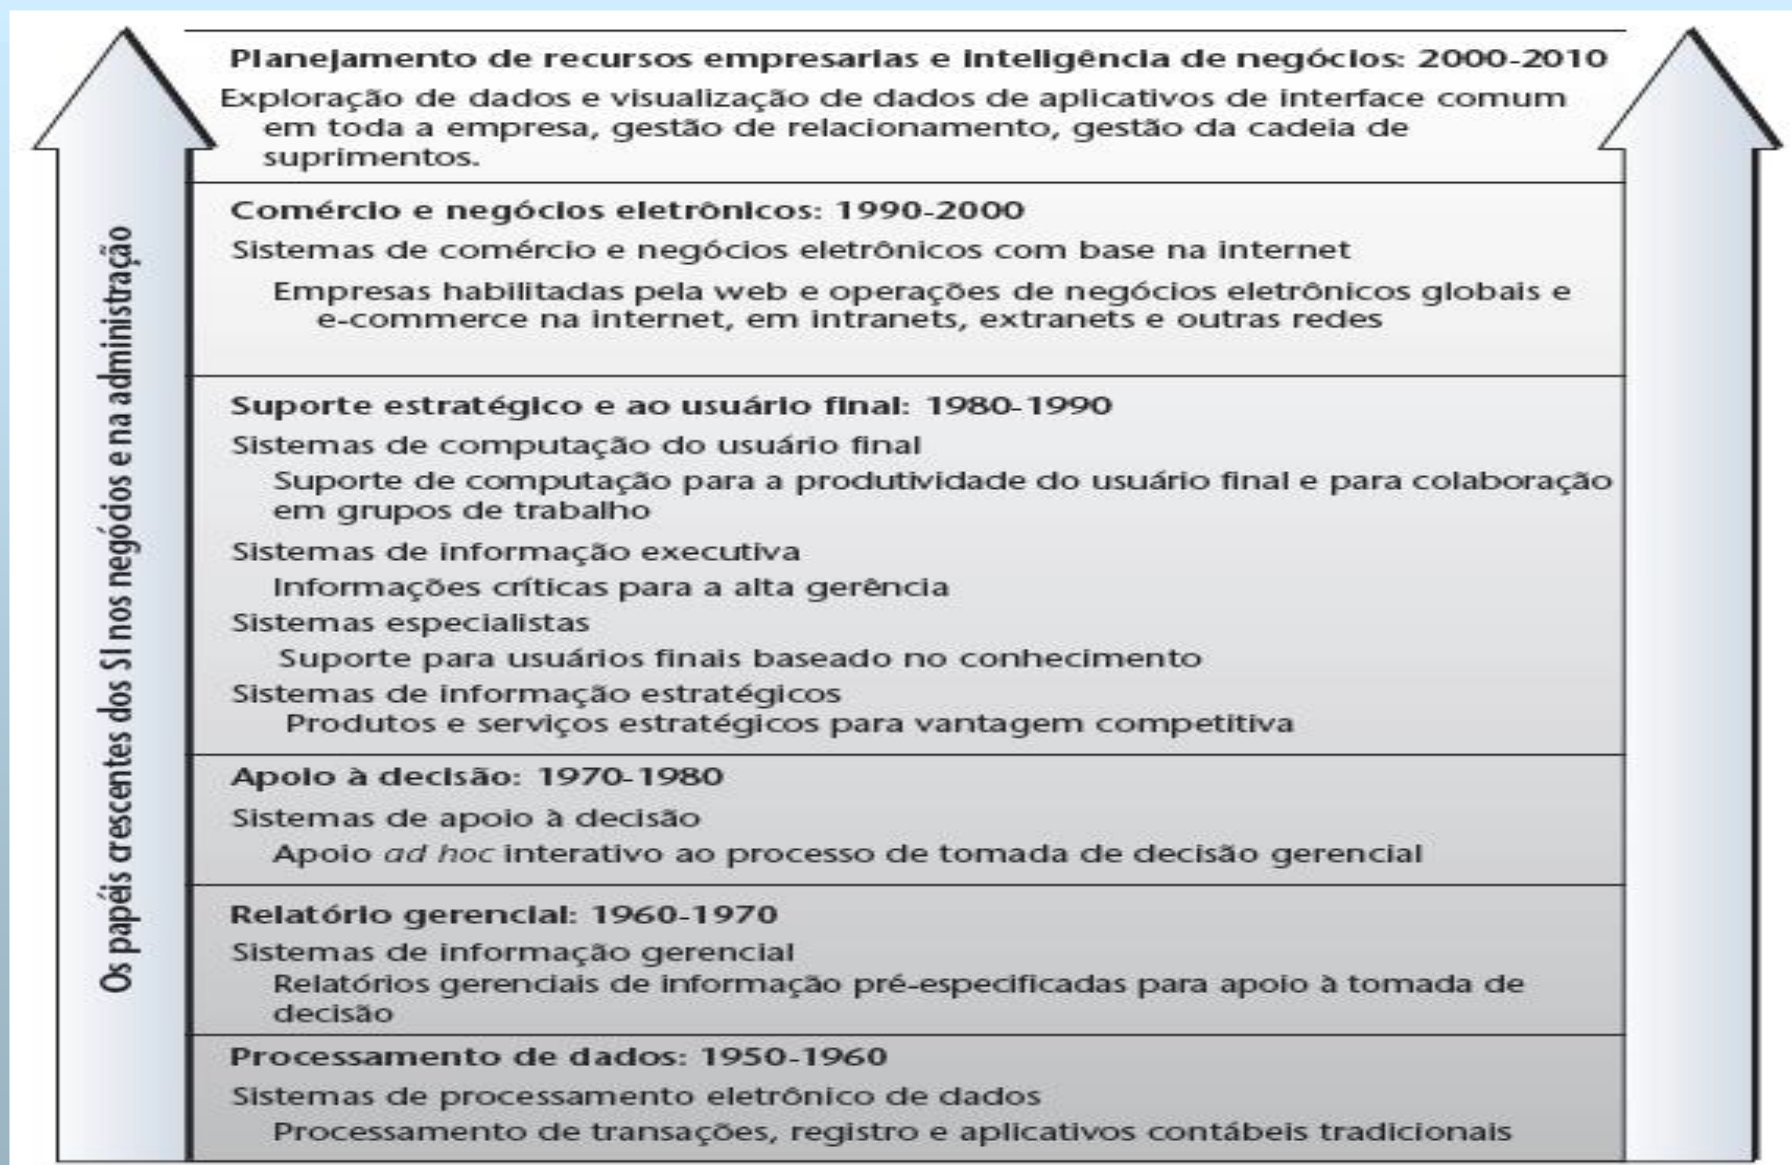 Planejamento de recursos empresarias e inteligência de negócios: 2000-2010
Exploração de dados e visualização de dados de aplicativos de interface comum
em toda a empresa, gestão de relacionamento, gestão da cadeia de
suprimentos.
Comércio e negócios eletrônicos: 1990-2000
Sistemas de comércio e negócios eletrônicos com base na internet
Empresas habilitadas pela web e operações de negócios eletrônicos globais e
e-commerce na internet, em intranets, extranets e outras redes
Suporte estratégico e ao usuário final: 1980-1990
Sistemas de computação do usuário final
Suporte de computação para a produtividade do usuário final e para colaboração
em grupos de trabalho
Sistemas de informação executiva
Informações críticas para a alta gerência
Sistemas especialistas
Suporte para usuários finais baseado no conhecimento
Sistemas de informação estratégicos
Produtos e serviços estratégicos para vantagem competitiva
Apoio à decisão: 1970-1980
Sistemas de apoio à decisão
Apoio ad hoc interativo ao processo de tomada de decisão gerencial
Relatório gerencial: 1960-1970
Sistemas de informação gerencial
Relatórios gerenciais de informação pré-especificadas para apoio à tomada de
decisão
Processamento de dados: 1950-1960
Sistemas de processamento eletrônico de dados
Processamento de transações, registro e aplicativos contábeis tradicionais
Os papéis crescentes dos SI nos negócios e na administração